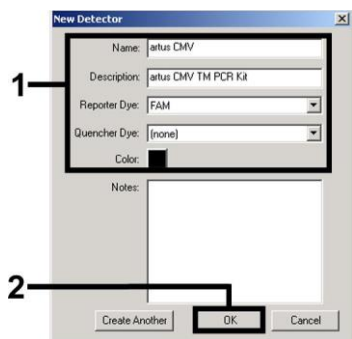 New Detector
1
Name: artus CMV
Description: artus CMV TM PCR Kit
Reporter Dye: FAM
Quencher Dye: (none)
Color:
Notes:
2
Create Another OK Cancel